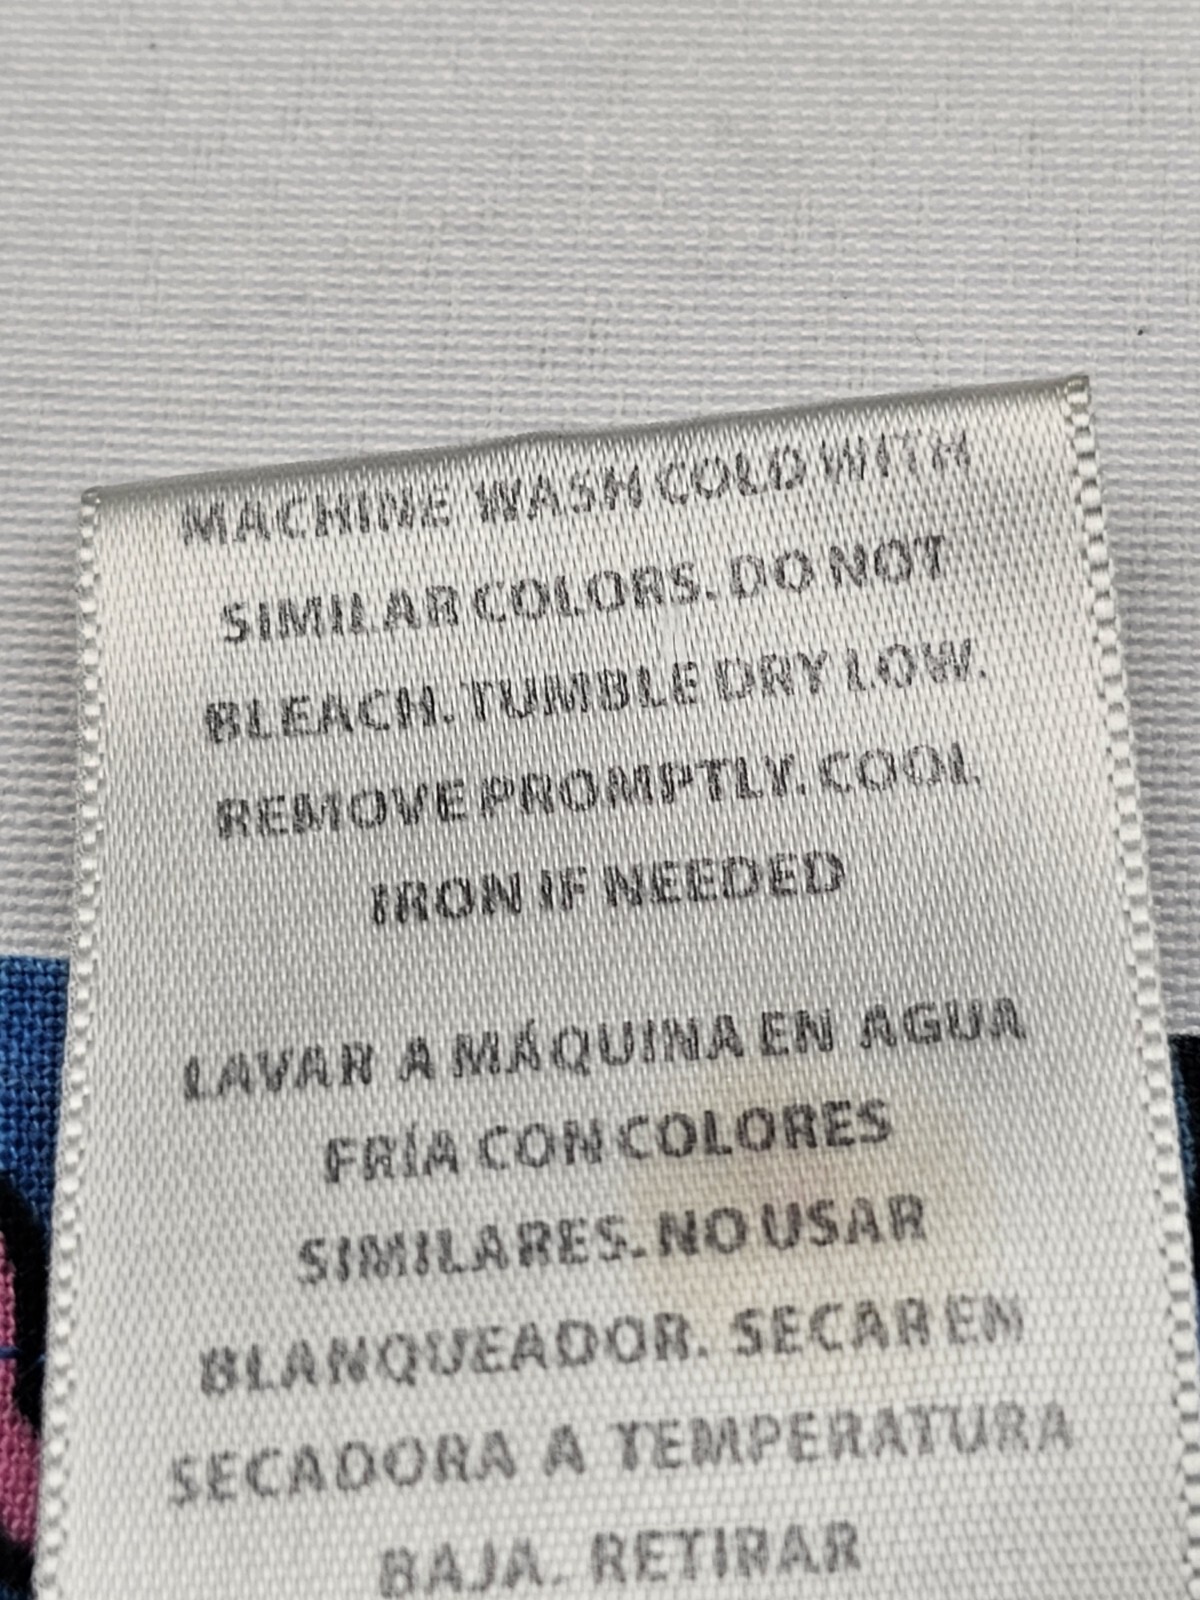 MACHINE WASH COLD WITH
SIMILAR COLORS. DO NOT
BLEACH. TUMBLE DRY LOW.
REMOVE PROMPTLY. COOL
IRON IF NEEDED
LAVAR A MÁQUINA EN AGUA
FRÍA CON COLORES
SIMILARES. NO USAR
BLANQUEADOR. SECAR EN
SECADORA A TEMPERATURA
BAJA. RETIRAR